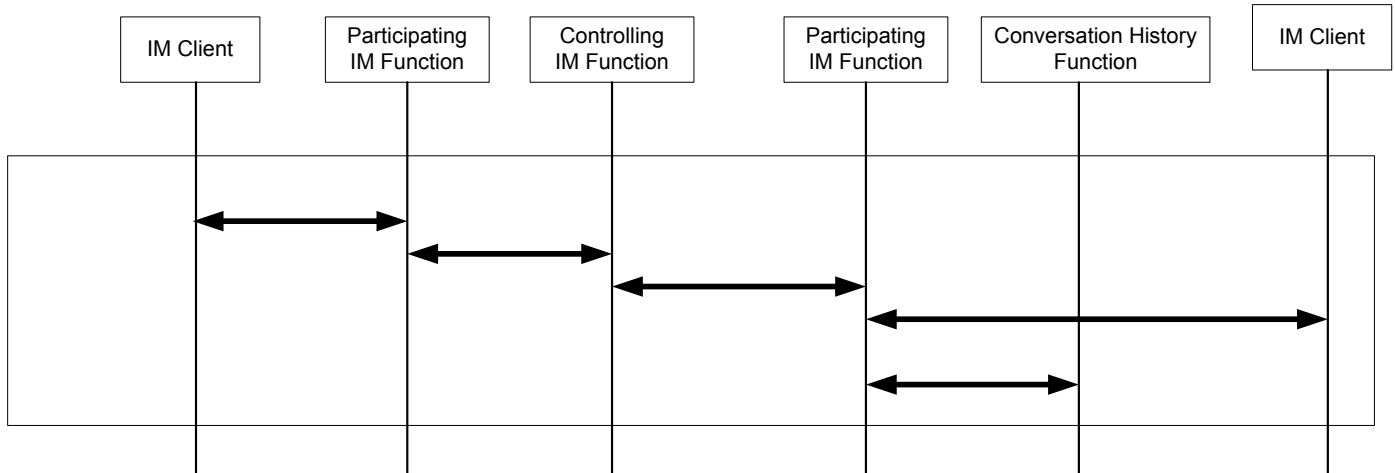 IM Client
Participating
IM Function
Controlling
IM Function
Participating
IM Function
Conversation History
Function
IM Client